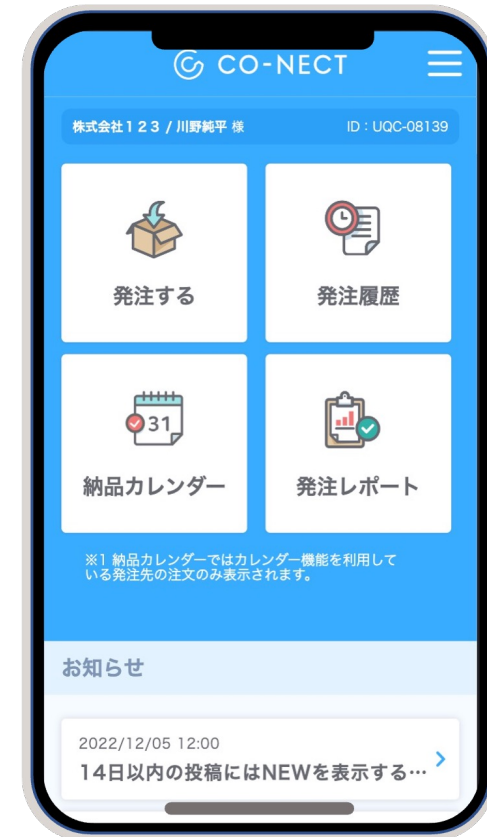 CO-NECT
株式会社123 / 川野純平 様 ID:UQC-08139
発注する
発注履歴
31
納品カレンダー
発注レポート
※1 納品カレンダーではカレンダー機能を利用して
いる発注先の注文のみ表示されます。
お知らせ
2022/12/05 12:00
14日以内の投稿にはNEWを表示する…